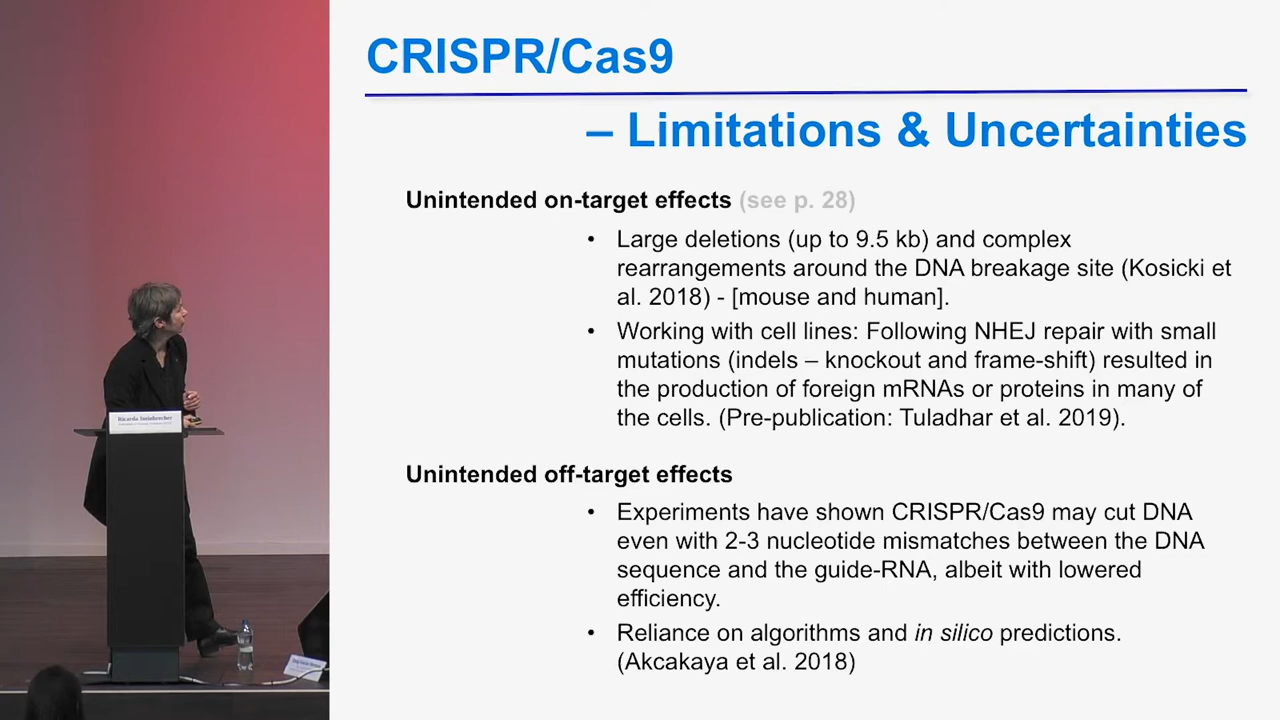 CRISPR/Cas9
– Limitations & Uncertainties
Unintended on-target effects (see p. 28)
• Large deletions (up to 9.5 kb) and complex
rearrangements around the DNA breakage site (Kosicki et
al. 2018) - [mouse and human].
• Working with cell lines: Following NHEJ repair with small
mutations (indels – knockout and frame-shift) resulted in
the production of foreign mRNAs or proteins in many of
the cells. (Pre-publication: Tuladhar et al. 2019).
Unintended off-target effects
• Experiments have shown CRISPR/Cas9 may cut DNA
even with 2-3 nucleotide mismatches between the DNA
sequence and the guide-RNA, albeit with lowered
efficiency.
• Reliance on algorithms and in silico predictions.
(Akcakaya et al. 2018)
Ricarda Steinbrecher